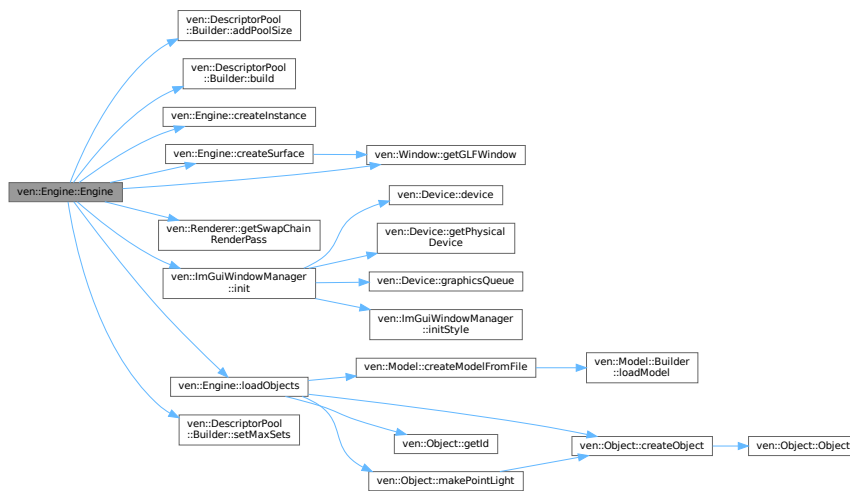 ven::DescriptorPool
::Builder::addPoolSize
ven::DescriptorPool
::Builder::build
ven::Engine::createInstance
ven::Engine::createSurface
ven::Window::getGLFWindow
ven::Engine::Engine
ven::Device::device
ven::Renderer::getSwapChain
RenderPass
ven::Device::getPhysical
Device
ven::ImGuiWindowManager
::init
ven::Device::graphicsQueue
ven::ImGuiWindowManager
::initStyle
ven::Model::createModelFromFile
ven::Model::Builder
::loadModel
ven::Engine::loadObjects
ven::DescriptorPool
::Builder::setMaxSets
ven::Object::getId
ven::Object::createObject
ven::Object::Object
ven::Object::makePointLight